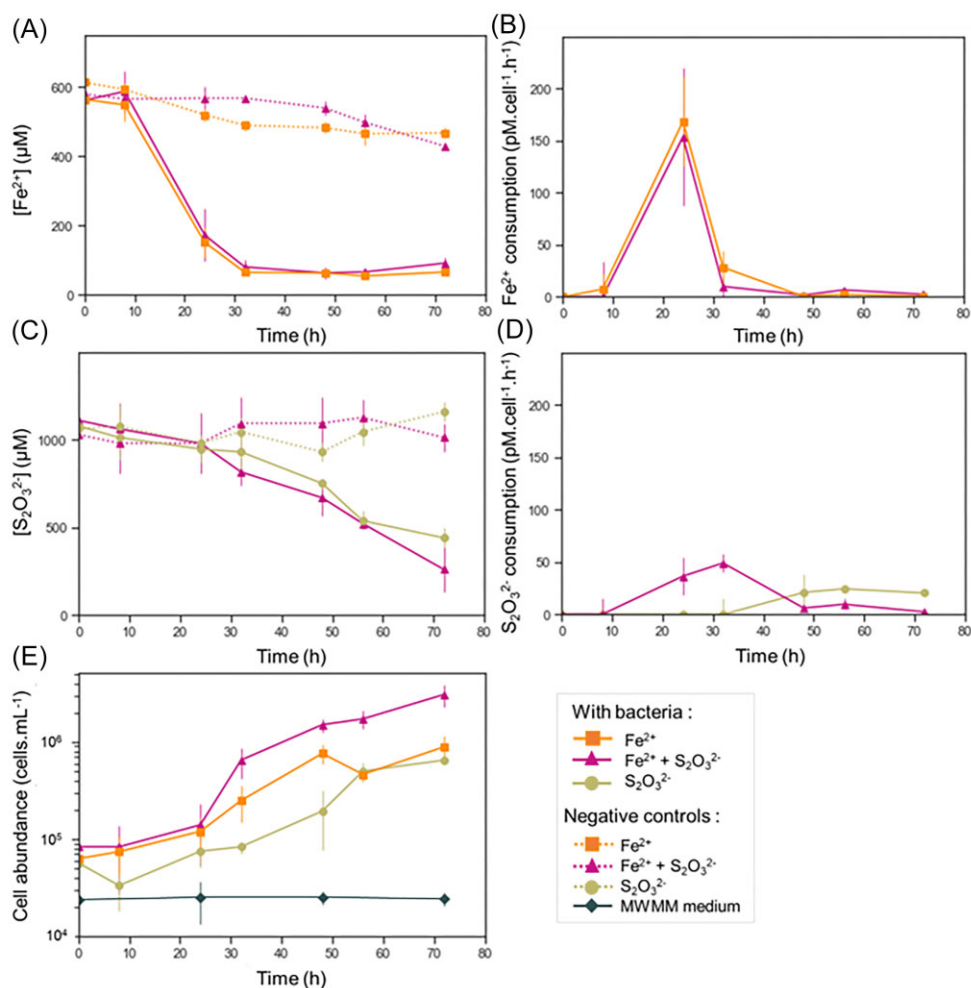 (A)
[Fe²⁺] (µM)
600
400
200
0
0 10 20 30 40 50 60 70 80
Time (h)
(B)
Fe²⁺ consumption (pM.cell⁻¹.h⁻¹)
200
150
100
50
0
0 10 20 30 40 50 60 70 80
Time (h)
(C)
[S₂O₃²⁻] (µM)
1000
500
0
0 10 20 30 40 50 60 70 80
Time (h)
(D)
S₂O₃²⁻ consumption (pM.cell⁻¹.h⁻¹)
200
150
100
50
0
0 10 20 30 40 50 60 70 80
Time (h)
(E)
Cell abundance (cells.mL⁻¹)
10⁶
10⁵
10⁴
0 10 20 30 40 50 60 70 80
Time (h)
With bacteria :
Fe²⁺
Fe²⁺ + S₂O₃²⁻
S₂O₃²⁻
Negative controls :
Fe²⁺
Fe²⁺ + S₂O₃²⁻
S₂O₃²⁻
MWMM medium